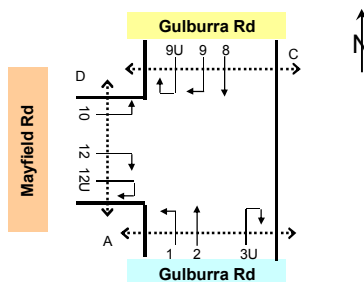 Gulburra Rd
N
9U 9 8
C
D
10
Mayfield Rd
12
12U
A
1 2 3U
Gulburra Rd